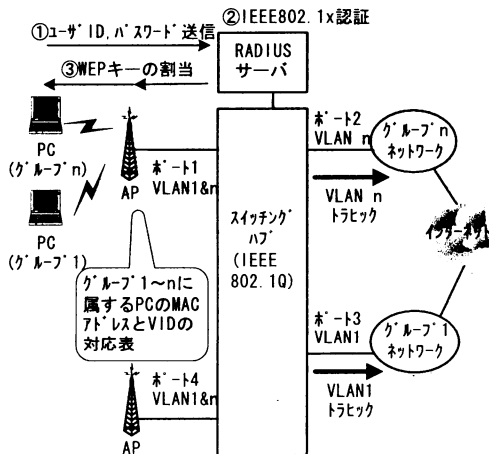 ①ﾕｰｻﾞID,ﾊﾟｽﾜｰﾄﾞ送信
②IEEE802.1x認証
③WEPキーの割当
RADIUS
サーバ
PC
(ｸﾞﾙｰﾌﾟn)
AP
ﾎﾟｰﾄ1
VLAN1&n
PC
(ｸﾞﾙｰﾌﾟ1)
ｸﾞﾙｰﾌﾟ1～nに
属するPCのMAC
ｱﾄﾞﾚｽとVIDの
対応表
ﾎﾟｰﾄ4
VLAN1&n
AP
ｽｲｯﾁﾝｸﾞ
ﾊﾌﾞ
(IEEE
802.1Q)
ﾎﾟｰﾄ2
VLAN n
VLAN n
ﾄﾗﾋｯｸ
ｸﾞﾙｰﾌﾟn
ﾈｯﾄﾜｰｸ
ｲﾝﾀｰﾈｯﾄ
ﾎﾟｰﾄ3
VLAN1
VLAN1
ﾄﾗﾋｯｸ
ｸﾞﾙｰﾌﾟ1
ﾈｯﾄﾜｰｸ